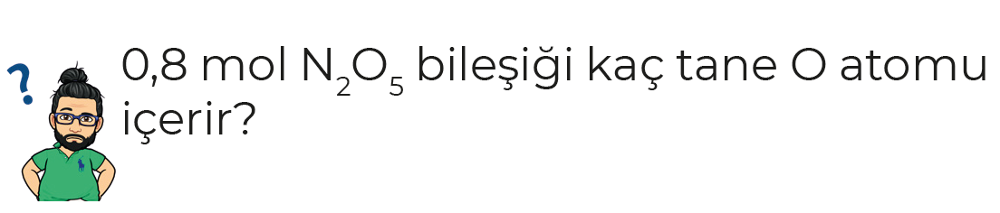 ?
0,8 mol N₂O₅ bileşiği kaç tane O atomu
içerir?